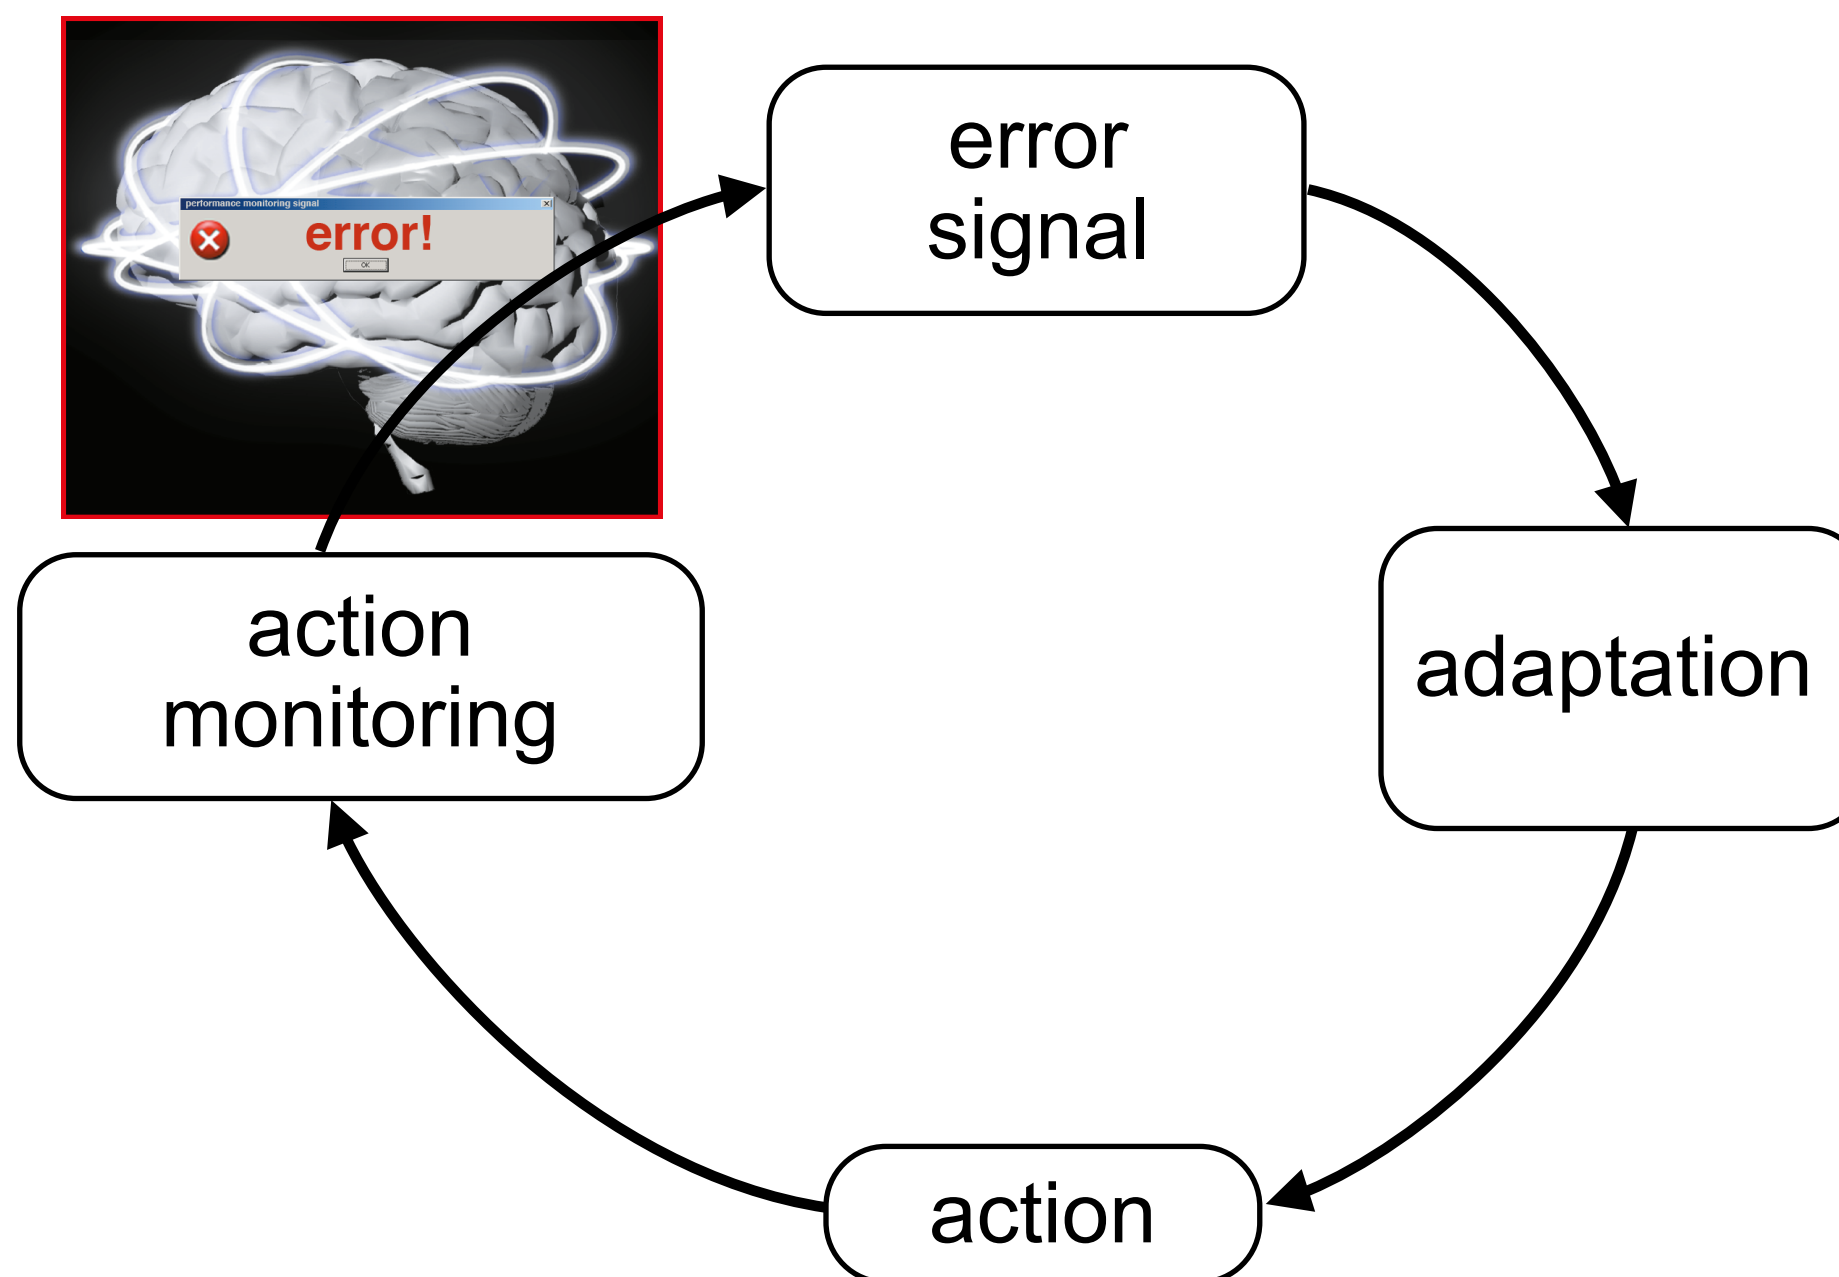 performance monitoring signal
error!
OK
error
signal
action
monitoring
adaptation
action